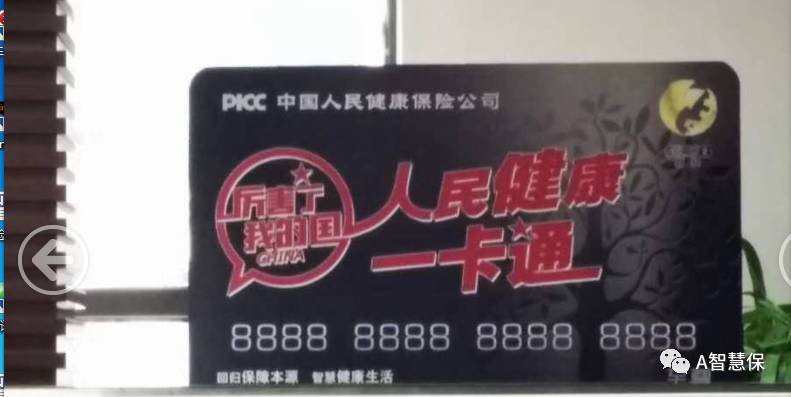 PICC 中国人民健康保险公司
厉害了
我的国
CHINA
人民健康
一卡通
8888 8888 8888 8888
回归保障本源 智慧健康生活
A智慧保